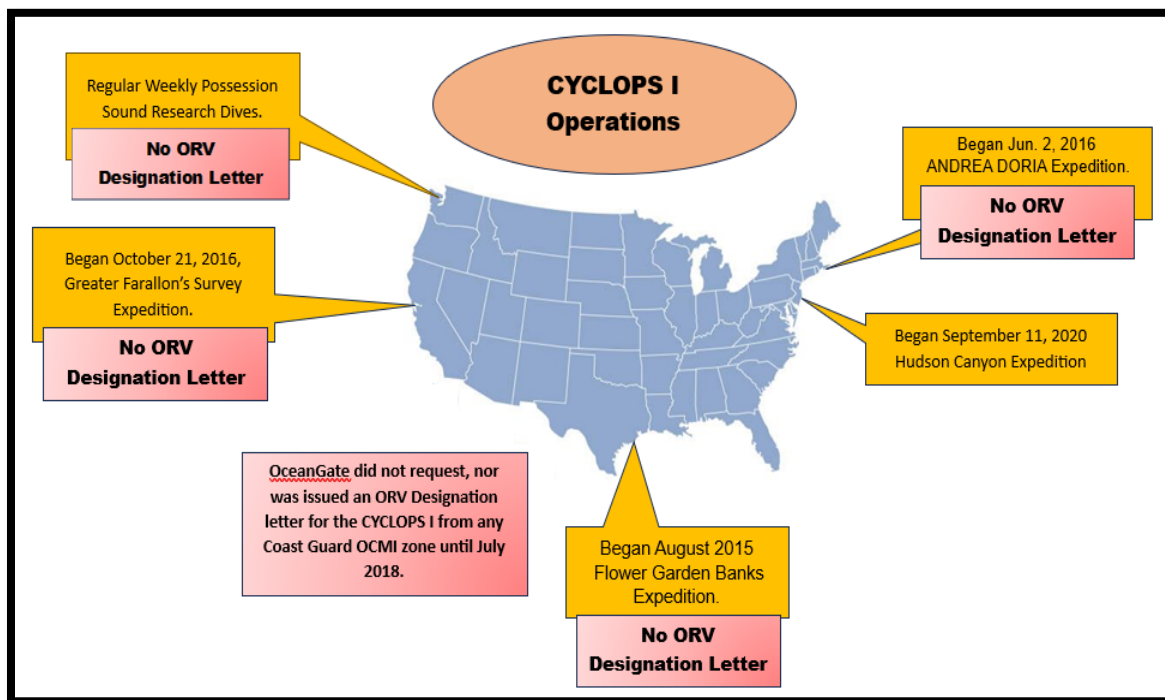 CYCLOPS I
Operations
Regular Weekly Possession
Sound Research Dives.
No ORV
Designation Letter
Began Jun. 2, 2016
ANDREA DORIA Expedition.
No ORV
Designation Letter
Began October 21, 2016,
Greater Farallon’s Survey
Expedition.
No ORV
Designation Letter
Began September 11, 2020
Hudson Canyon Expedition
OceanGate did not request, nor
was issued an ORV Designation
letter for the CYCLOPS I from any
Coast Guard OCMI zone until July
2018.
Began August 2015
Flower Garden Banks
Expedition.
No ORV
Designation Letter